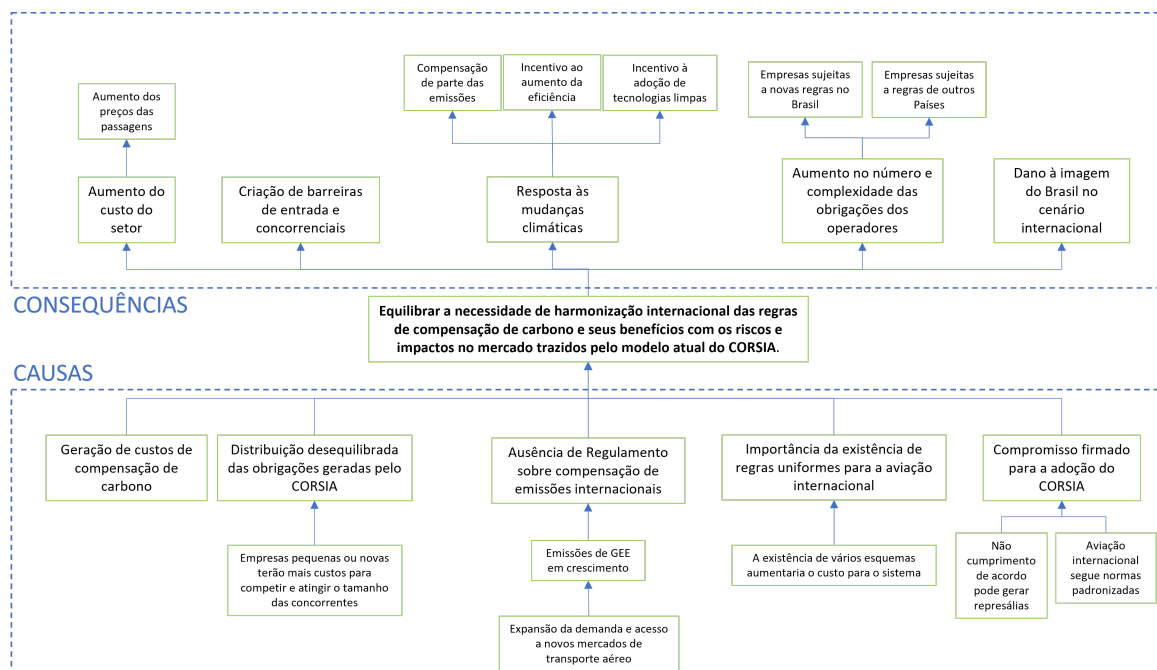 Compensação
de parte das
emissões
Incentivo ao
aumento da
eficiência
Incentivo à
adoção de
tecnologias limpas
Empresas sujeitas
a novas regras no
Brasil
Empresas sujeitas
a regras de outros
Países
Aumento dos
preços das
passagens
Aumento do
custo do
setor
Criação de barreiras
de entrada e
concorrenciais
Resposta às
mudanças
climáticas
Aumento no número e
complexidade das
obrigações dos
operadores
Dano à imagem
do Brasil no
cenário
internacional
CONSEQUÊNCIAS
Equilibrar a necessidade de harmonização internacional das regras
de compensação de carbono e seus benefícios com os riscos e
impactos no mercado trazidos pelo modelo atual do CORSIA.
CAUSAS
Geração de custos de
compensação de
carbono
Distribuição desequilibrada
das obrigações geradas pelo
CORSIA
Ausência de Regulamento
sobre compensação de
emissões internacionais
Importância da existência de
regras uniformes para a aviação
internacional
Compromisso firmado
para a adoção do
CORSIA
Empresas pequenas ou novas
terão mais custos para
competir e atingir o tamanho
das concorrentes
Emissões de GEE
em crescimento
A existência de vários esquemas
aumentaria o custo para o sistema
Não
cumprimento
de acordo
pode gerar
represálias
Aviação
internacional
segue normas
padronizadas
Expansão da demanda e acesso
a novos mercados de
transporte aéreo